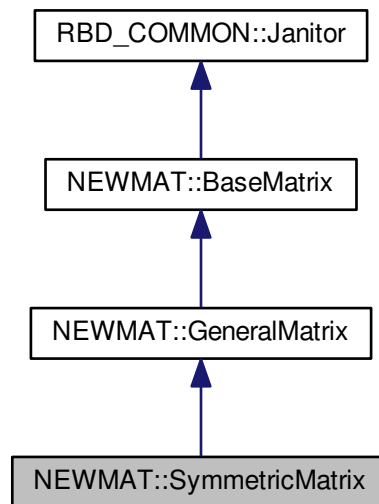 RBD_COMMON::Janitor
NEWMAT::BaseMatrix
NEWMAT::GeneralMatrix
NEWMAT::SymmetricMatrix